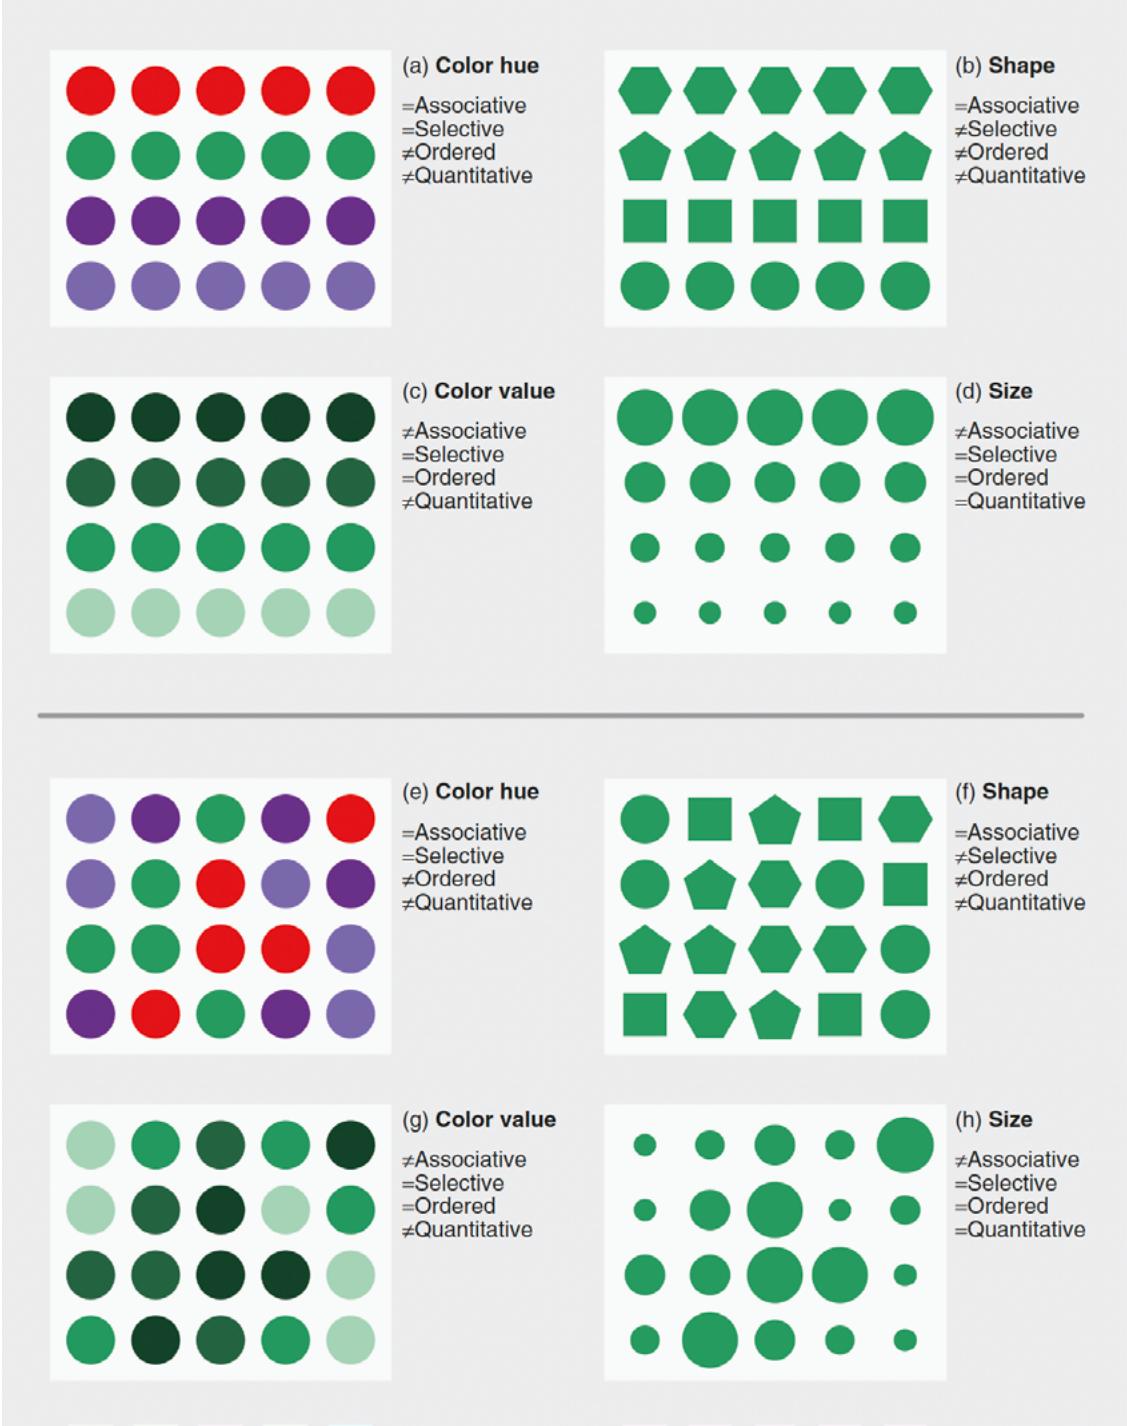 (a) Color hue
=Associative
=Selective
≠Ordered
≠Quantitative
(b) Shape
=Associative
≠Selective
≠Ordered
≠Quantitative
(c) Color value
≠Associative
=Selective
=Ordered
≠Quantitative
(d) Size
≠Associative
=Selective
=Ordered
=Quantitative
(e) Color hue
=Associative
=Selective
≠Ordered
≠Quantitative
(f) Shape
=Associative
≠Selective
≠Ordered
≠Quantitative
(g) Color value
≠Associative
=Selective
=Ordered
≠Quantitative
(h) Size
≠Associative
=Selective
=Ordered
=Quantitative